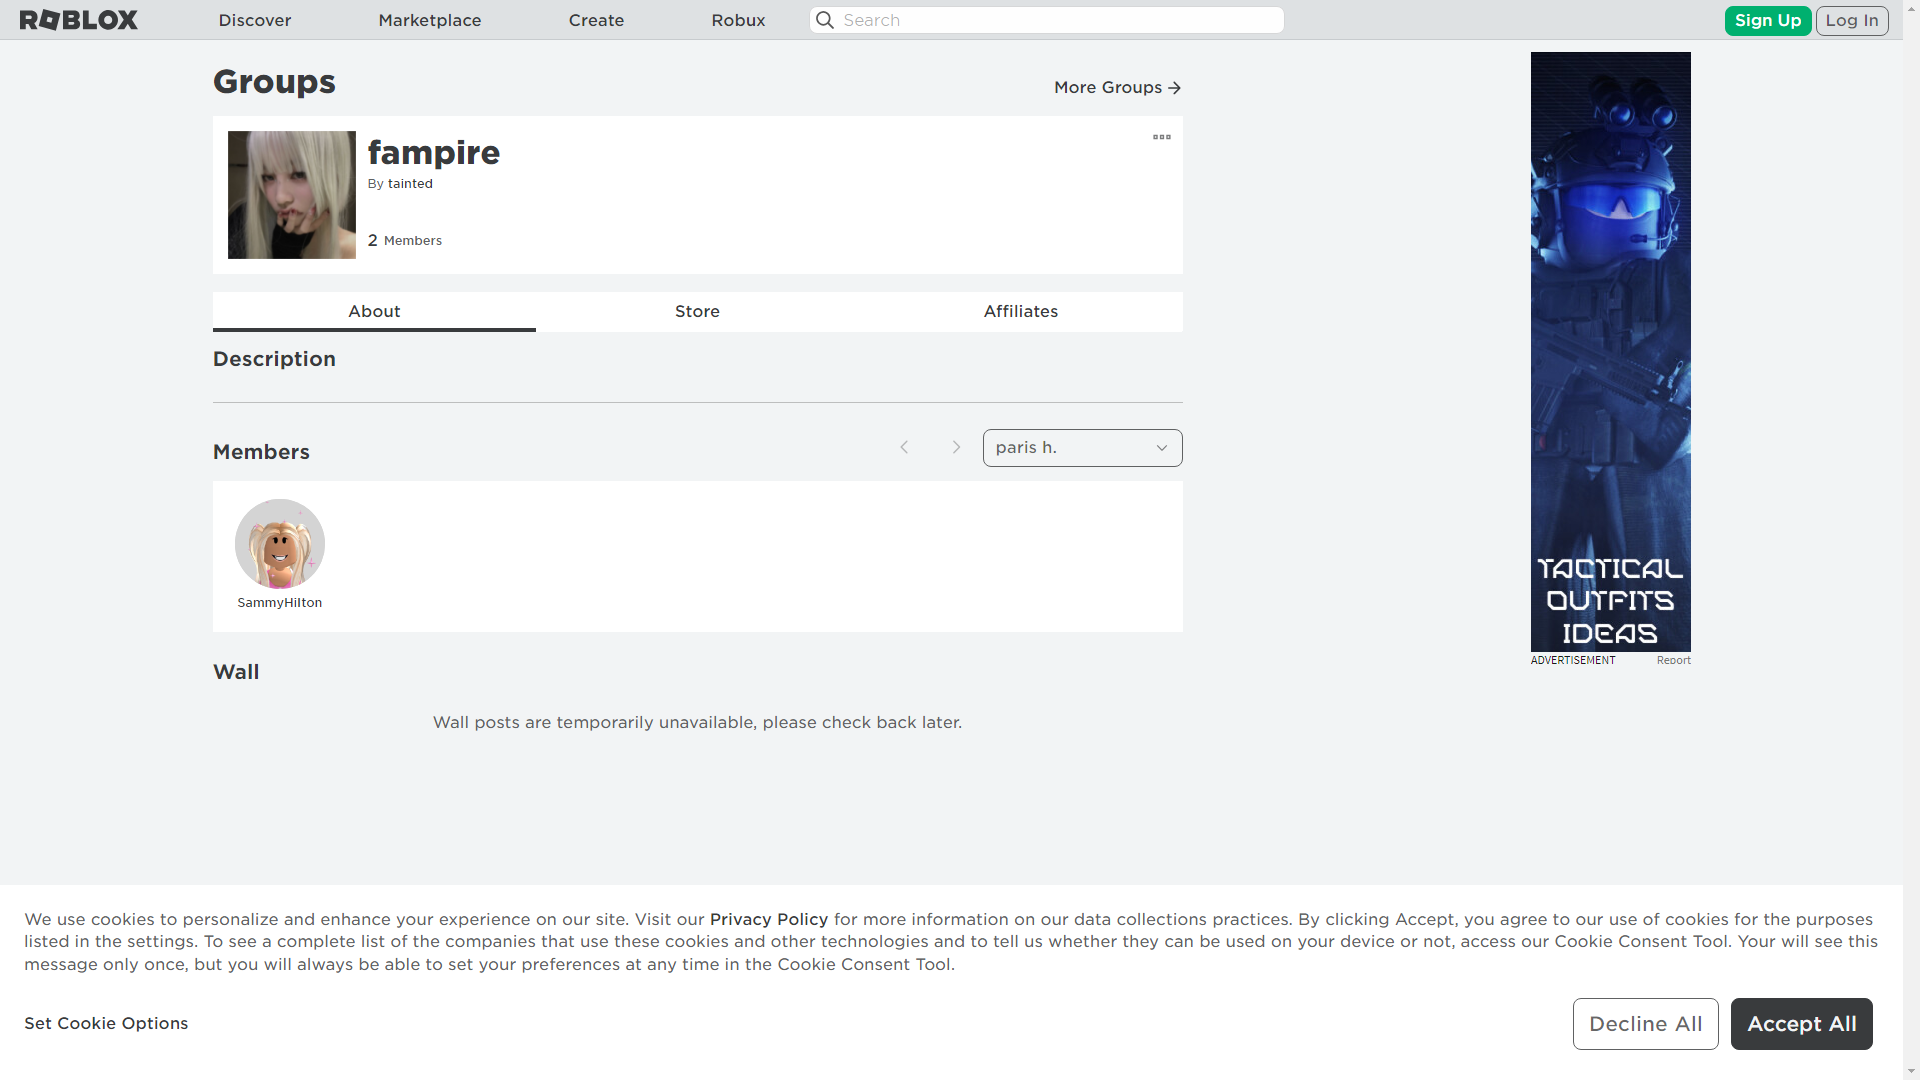 ROBLOX
Discover
Marketplace
Create
Robux
Search
Sign Up
Log In
Groups
More Groups
fampire
By tainted
2 Members
About
Store
Affiliates
Description
Members
paris h.
SammyHilton
Wall
Wall posts are temporarily unavailable, please check back later.
TACTICAL
OUTFITS
IDEAS
ADVERTISEMENT
Report
We use cookies to personalize and enhance your experience on our site. Visit our Privacy Policy for more information on our data collections practices. By clicking Accept, you agree to our use of cookies for the purposes
listed in the settings. To see a complete list of the companies that use these cookies and other technologies and to tell us whether they can be used on your device or not, access our Cookie Consent Tool. Your will see this
message only once, but you will always be able to set your preferences at any time in the Cookie Consent Tool.
Set Cookie Options
Decline All
Accept All